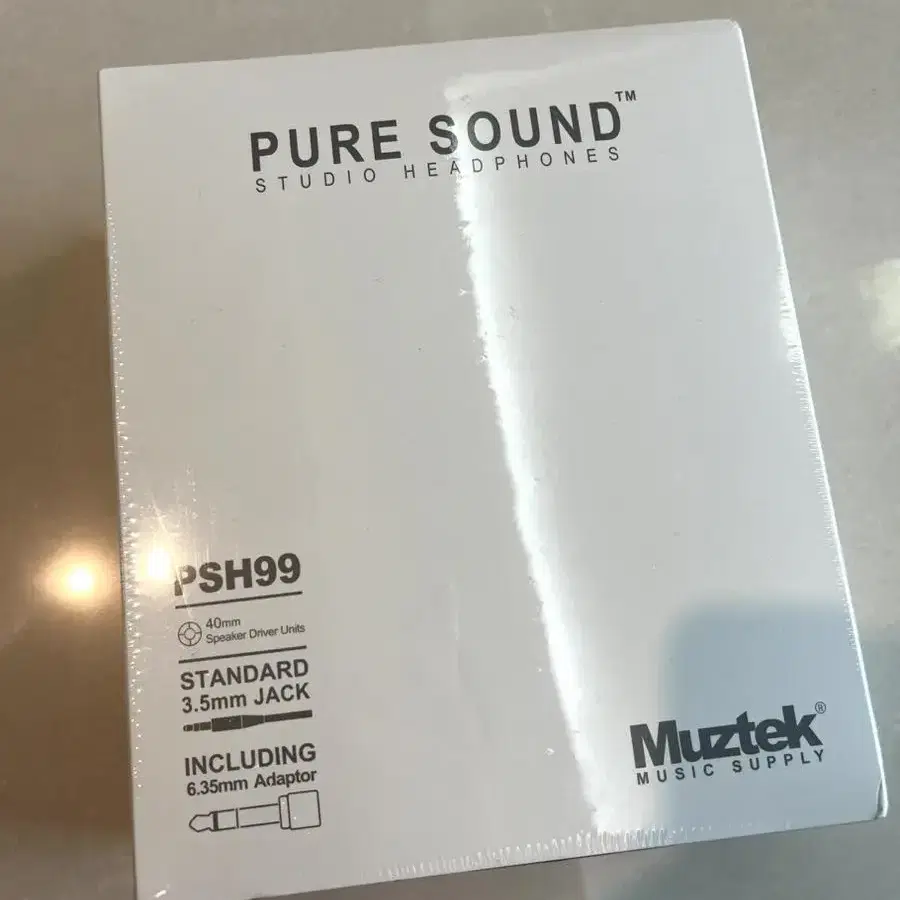 PURE SOUND™
STUDIO HEADPHONES
PSH99
40mm
Speaker Driver Units
STANDARD
3.5mm JACK
INCLUDING
6.35mm Adaptor
Muztek®
MUSIC SUPPLY